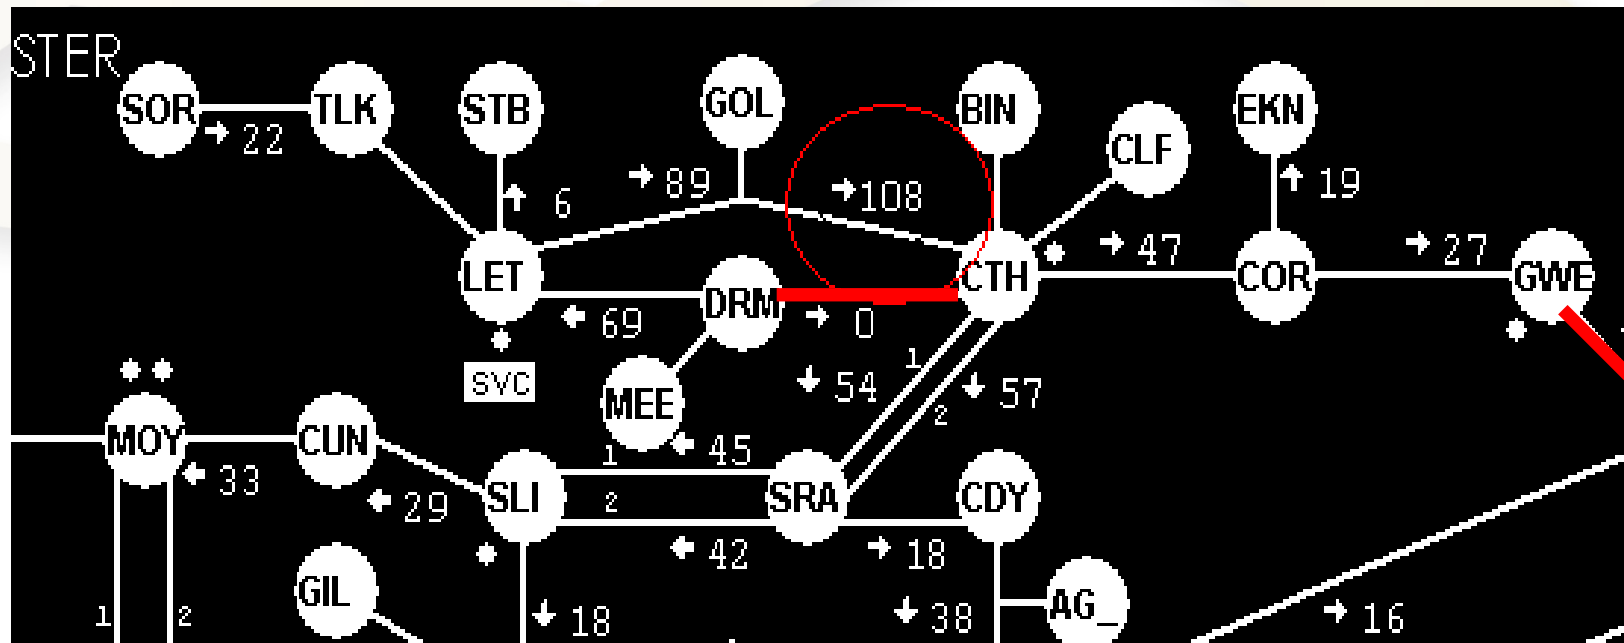 STER
SOR
→ 22
TLK
STB
↑ 6
GOL
→ 89
→108
BIN
CLF
EKN
↑ 19
LET
DRM
CTH
→ 47
COR
→ 27
GWE
← 69
→ 0
SVC
MEE
↓ 54
1
↓ 57
2
MOY
CUN
← 33
← 29
SLI
1
← 45
2
SRA
CDY
← 42
→ 18
GIL
1
2
↓ 18
↓ 38
AG_
→ 16